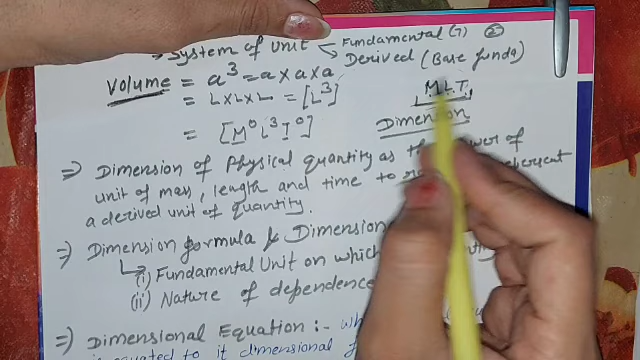 System of Unit Fundamental (7) (2)
Derived (Base funda)
Volume = a³ = a × a × a
= L × L × L = [L³]
= [M⁰ L³ T⁰]
M.L.T.
Dimension
⇒ Dimension of Physical quantity as the power of
unit of mass, length and time to
a derived unit of quantity.
⇒ Dimension formula & Dimension
(i) Fundamental Unit on which
(ii) Nature of dependence
⇒ Dimensional Equation :-
is equated to it dimensional